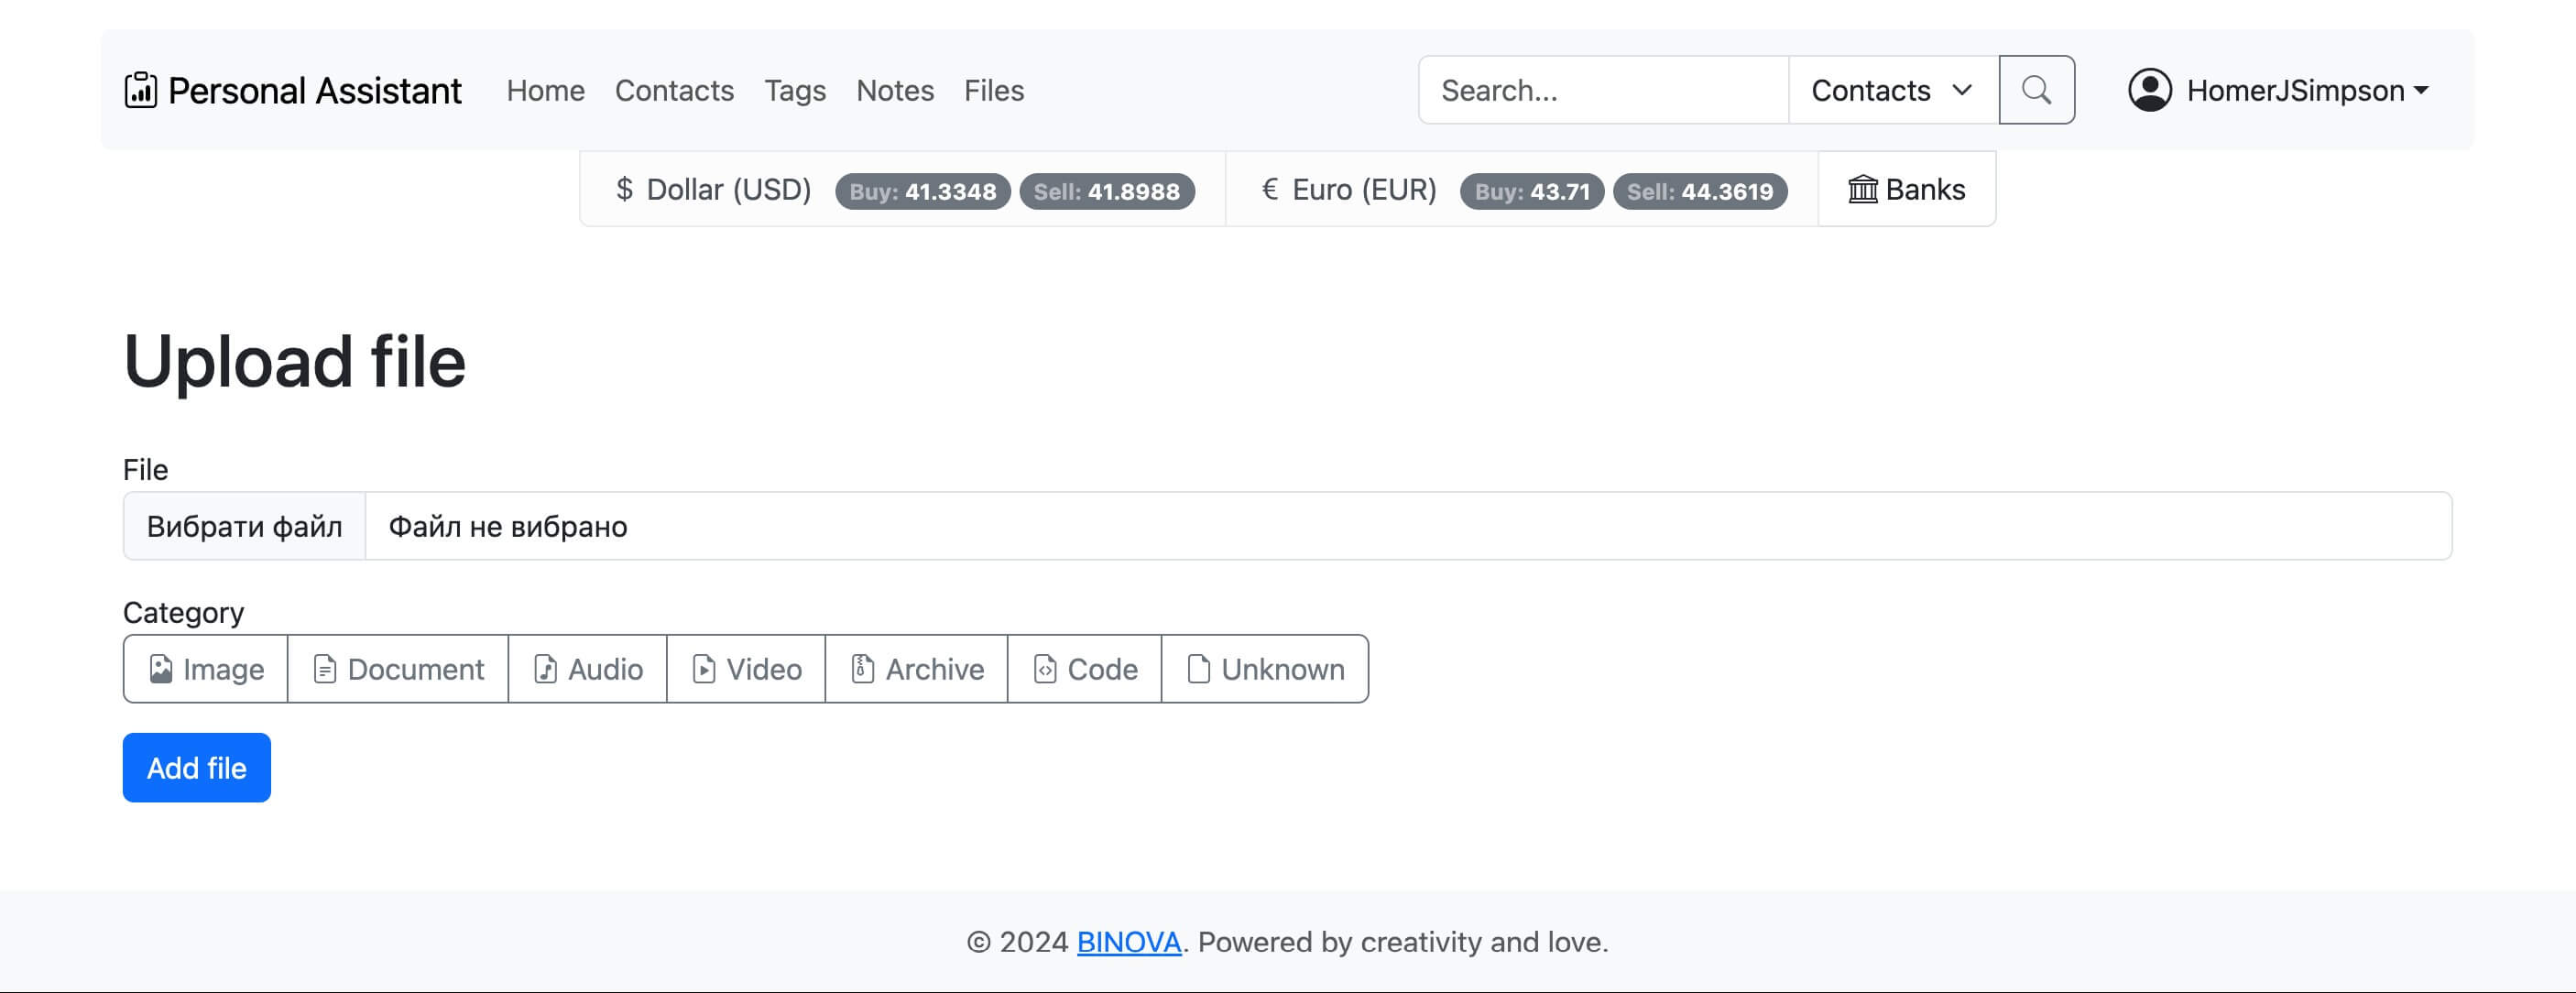 Personal Assistant Home Contacts Tags Notes Files Search... Contacts HomerJSimpson
$ Dollar (USD) Buy: 41.3348 Sell: 41.8988 € Euro (EUR) Buy: 43.71 Sell: 44.3619 Banks
Upload file
File
Вибрати файл Файл не вибрано
Category
Image Document Audio Video Archive Code Unknown
Add file
© 2024 BINOVA. Powered by creativity and love.